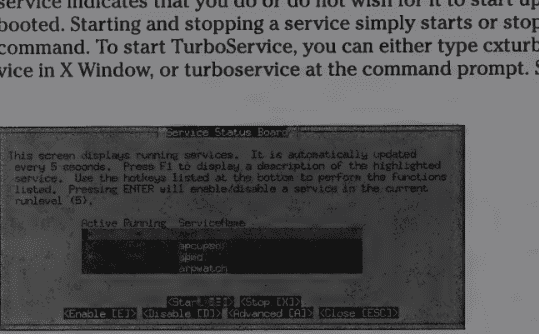 service indicates that you do or do not wish for it to start up
booted. Starting and stopping a service simply starts or stop
command. To start TurboService, you can either type cxturb
vice in X Window, or turboservice at the command prompt. S
Service Status Board
This screen displays running services. It is automatically updated
every 5 seconds. Press F1 to display a description of the highlighted
service. Use the hotkeys listed at the bottom to perform the functions
listed. Pressing ENTER will enable/disable a service in the current
runlevel (5).
Active Running ServiceName
apmd
arpwatch
<Start [S]> <Stop [X]>
<Enable [E]> <Disable [D]> <Advanced [A]> <Close [ESC]>